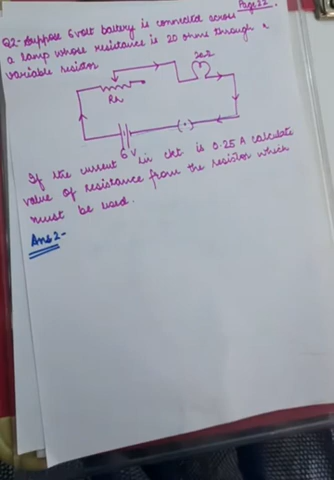 Page 22
Q2- Suppose 6 volt battery is connected across
a lamp whose resistance is 20 ohms through a
variable resistor
20Ω
Rh
6 V
If the current in ckt is 0.25 A calculate
value of resistance from the resistor which
must be used.
Ans 2-